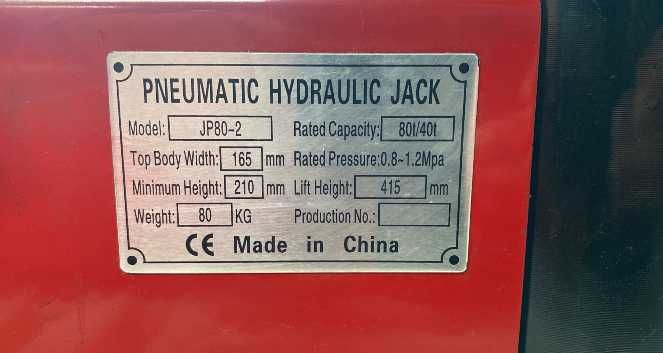 PNEUMATIC HYDRAULIC JACK
Model: JP80-2 Rated Capacity: 80t/40t
Top Body Width: 165 mm Rated Pressure:0.8~1.2Mpa
Minimum Height: 210 mm Lift Height: 415 mm
Weight: 80 KG Production No.:
CE Made in China